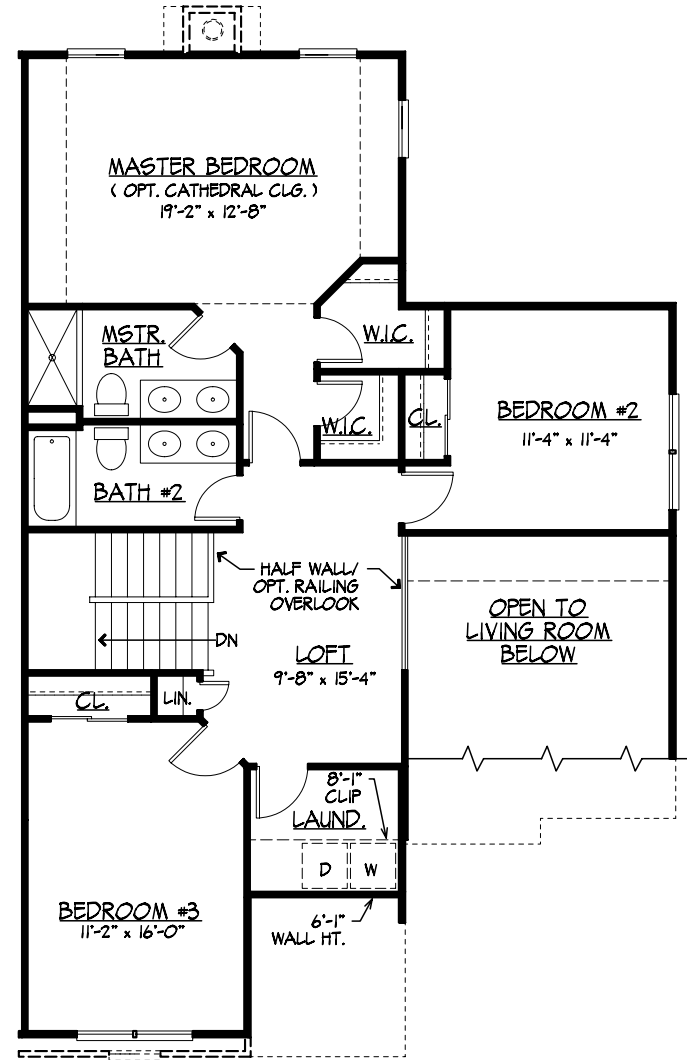 MASTER BEDROOM
( OPT. CATHEDRAL CLG. )
19'-2" x 12'-8"
MSTR.
BATH
W.I.C.
W.I.C.
CL.
BEDROOM #2
11'-4" x 11'-4"
BATH #2
HALF WALL/
OPT. RAILING
OVERLOOK
DN
LOFT
9'-8" x 15'-4"
OPEN TO
LIVING ROOM
BELOW
CL.
LIN.
8'-1"
CLIP
LAUND.
D
W
BEDROOM #3
11'-2" x 16'-0"
6'-1"
WALL HT.